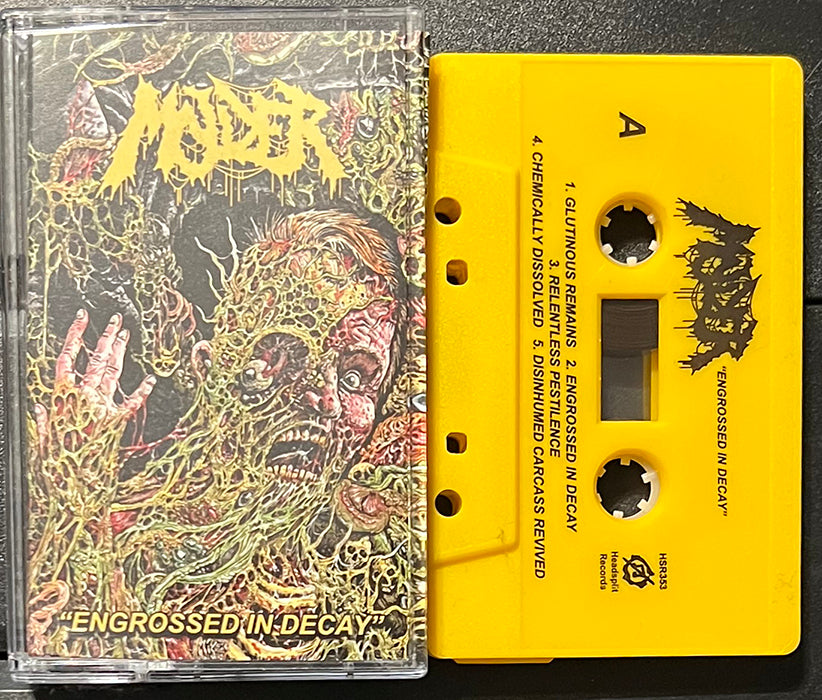 MOLDER
"ENGROSSED IN DECAY"
A
MOLDER
"ENGROSSED IN DECAY"
1. GLUTINOUS REMAINS 2. ENGROSSED IN DECAY
3. RELENTLESS PESTILENCE
4. CHEMICALLY DISSOLVED 5. DISINHUMED CARCASS REVIVED
HSR353
Headsplit
Records